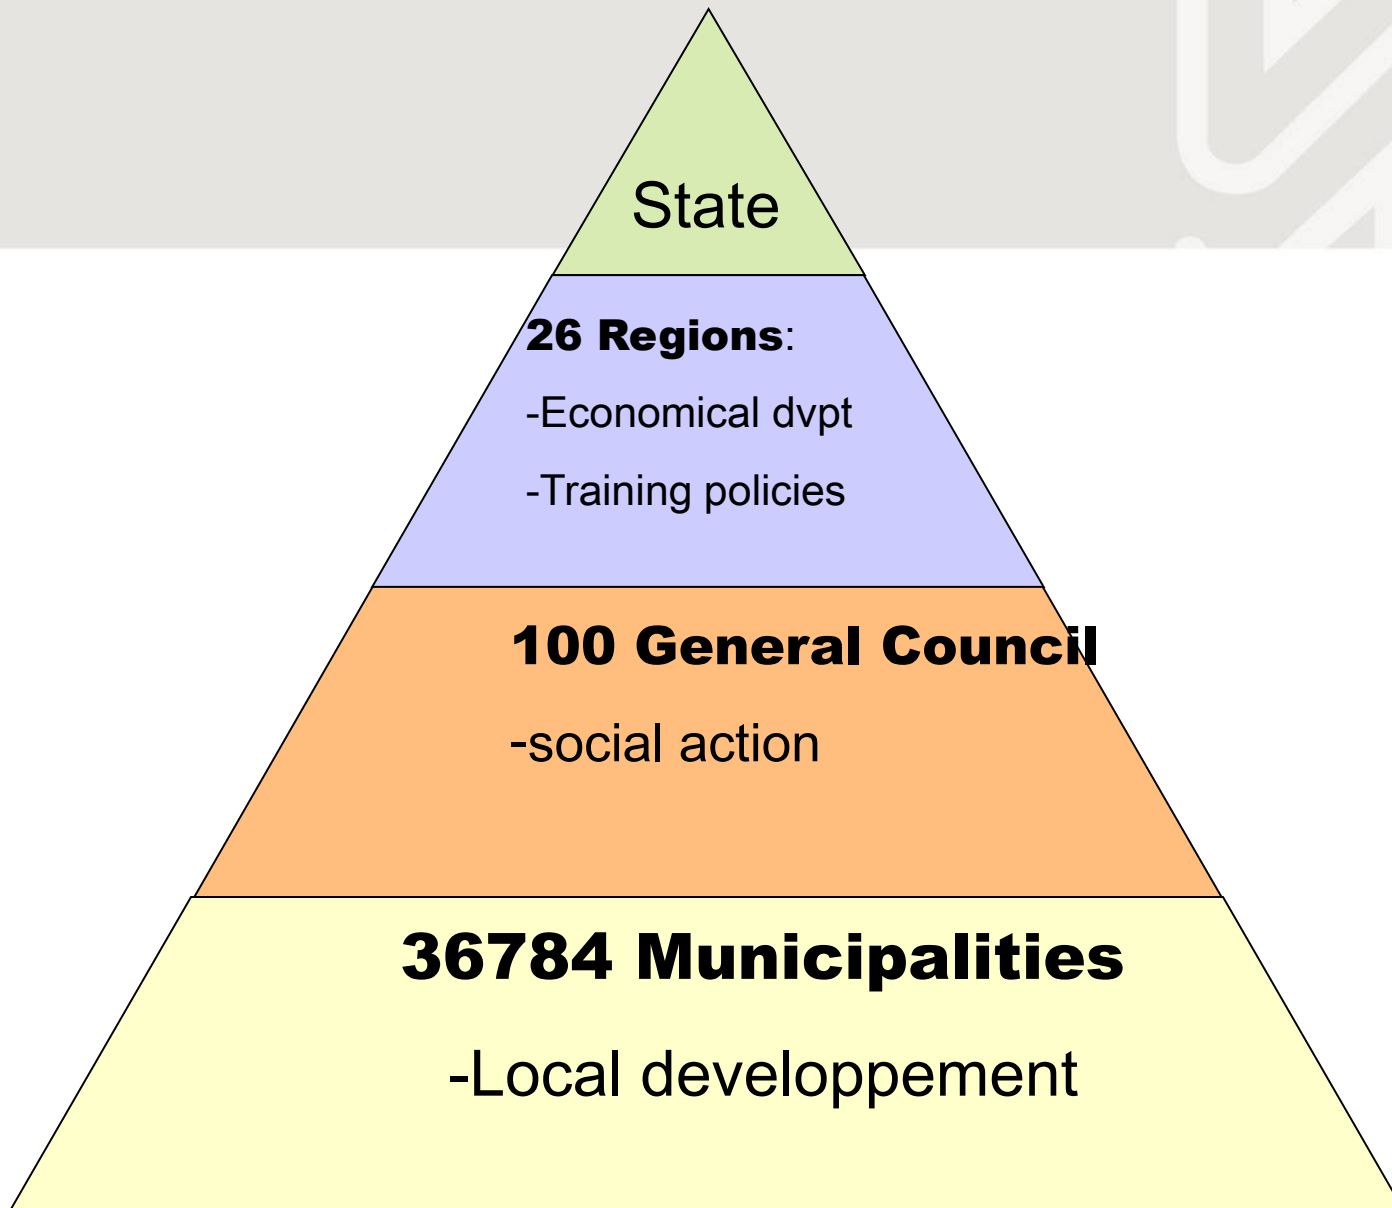 State
26 Regions:
-Economical dvpt
-Training policies
100 General Council
-social action
36784 Municipalities
-Local developpement